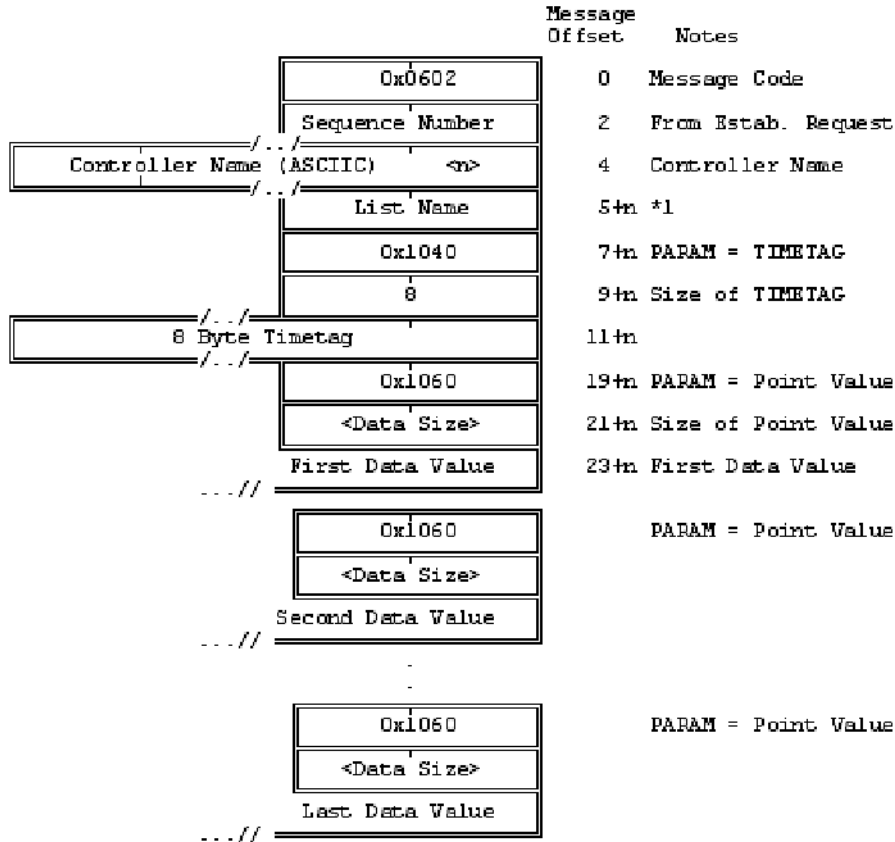 Message
Offset Notes
0x0602 0 Message Code
Sequence Number 2 From Estab. Request
/../
Controller Name (ASCIIC) <n> 4 Controller Name
/../
List Name 5+n *1
0x1040 7+n PARAM = TIMETAG
8 9+n Size of TIMETAG
/../
8 Byte Timetag 11+n
/../
0x1060 19+n PARAM = Point Value
<Data Size> 21+n Size of Point Value
First Data Value 23+n First Data Value
...//
0x1060 PARAM = Point Value
<Data Size>
Second Data Value
...//
.
.
0x1060 PARAM = Point Value
<Data Size>
Last Data Value
...//